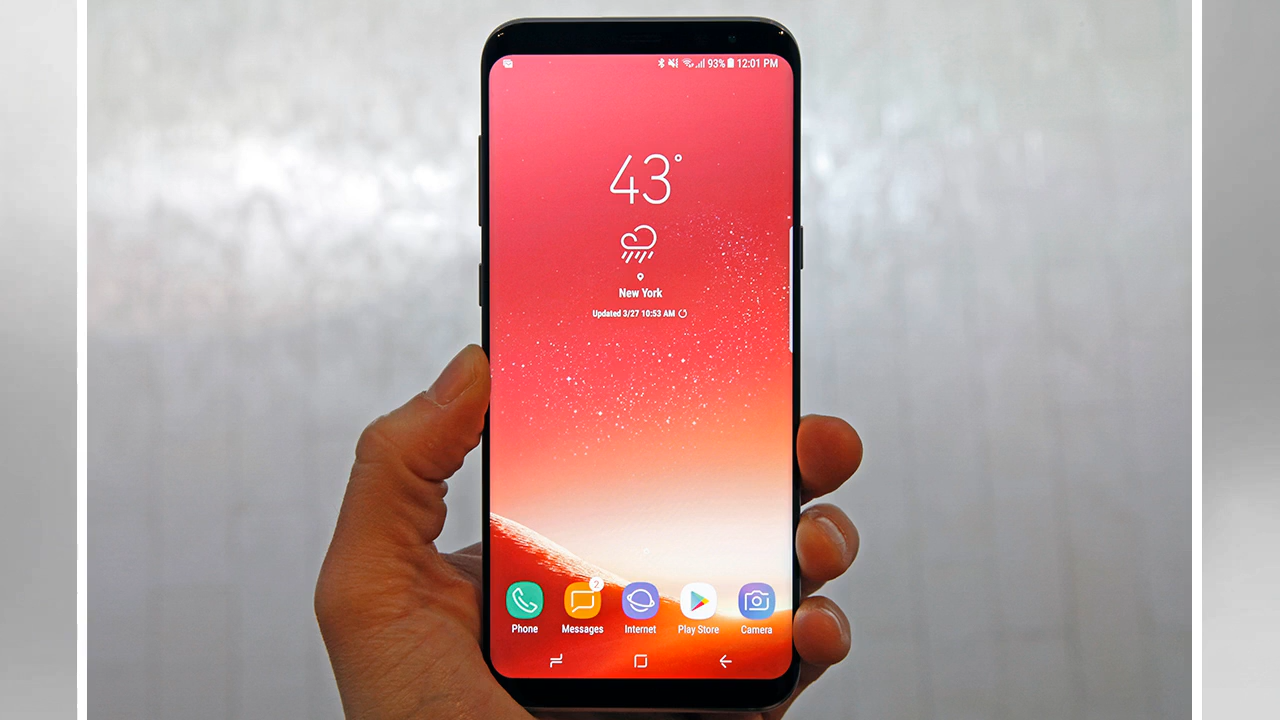 93% 12:01 PM
43°
New York
Updated 3/27 10:53 AM
2
Phone Messages Internet Play Store Camera